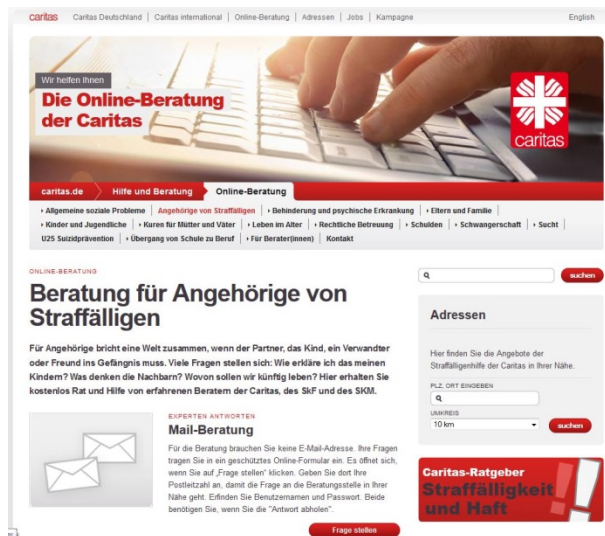 caritas Caritas Deutschland | Caritas international | Online-Beratung | Adressen | Jobs | Kampagne English
Wir helfen Ihnen
Die Online-Beratung
der Caritas
caritas
caritas.de Hilfe und Beratung Online-Beratung
Allgemeine soziale Probleme | Angehörige von Straffälligen | Behinderung und psychische Erkrankung | Eltern und Familie |
Kinder und Jugendliche | Kuren für Mütter und Väter | Leben im Alter | Rechtliche Betreuung | Schulden | Schwangerschaft | Sucht |
U25 Suizidprävention | Übergang von Schule zu Beruf | Für Berater(innen) | Kontakt
ONLINE-BERATUNG
Beratung für Angehörige von
Straffälligen
Für Angehörige bricht eine Welt zusammen, wenn der Partner, das Kind, ein Verwandter
oder Freund ins Gefängnis muss. Viele Fragen stellen sich: Wie erkläre ich das meinen
Kindern? Was denken die Nachbarn? Wovon sollen wir künftig leben? Hier erhalten Sie
kostenlos Rat und Hilfe von erfahrenen Beratern der Caritas, des SkF und des SKM.
EXPERTEN ANTWORTEN
Mail-Beratung
Für die Beratung brauchen Sie keine E-Mail-Adresse. Ihre Fragen
tragen Sie in ein geschütztes Online-Formular ein. Es öffnet sich,
wenn Sie auf „Frage stellen" klicken. Geben Sie dort Ihre
Postleitzahl an, damit die Frage an die Beratungsstelle in Ihrer
Nähe geht. Erfinden Sie Benutzernamen und Passwort. Beide
benötigen Sie, wenn Sie die "Antwort abholen".
Frage stellen
suchen
Adressen
Hier finden Sie die Angebote der
Straffälligenhilfe der Caritas in Ihrer Nähe.
PLZ, ORT EINGEBEN
UMKREIS
10 km suchen
Caritas-Ratgeber
Straffälligkeit
und Haft